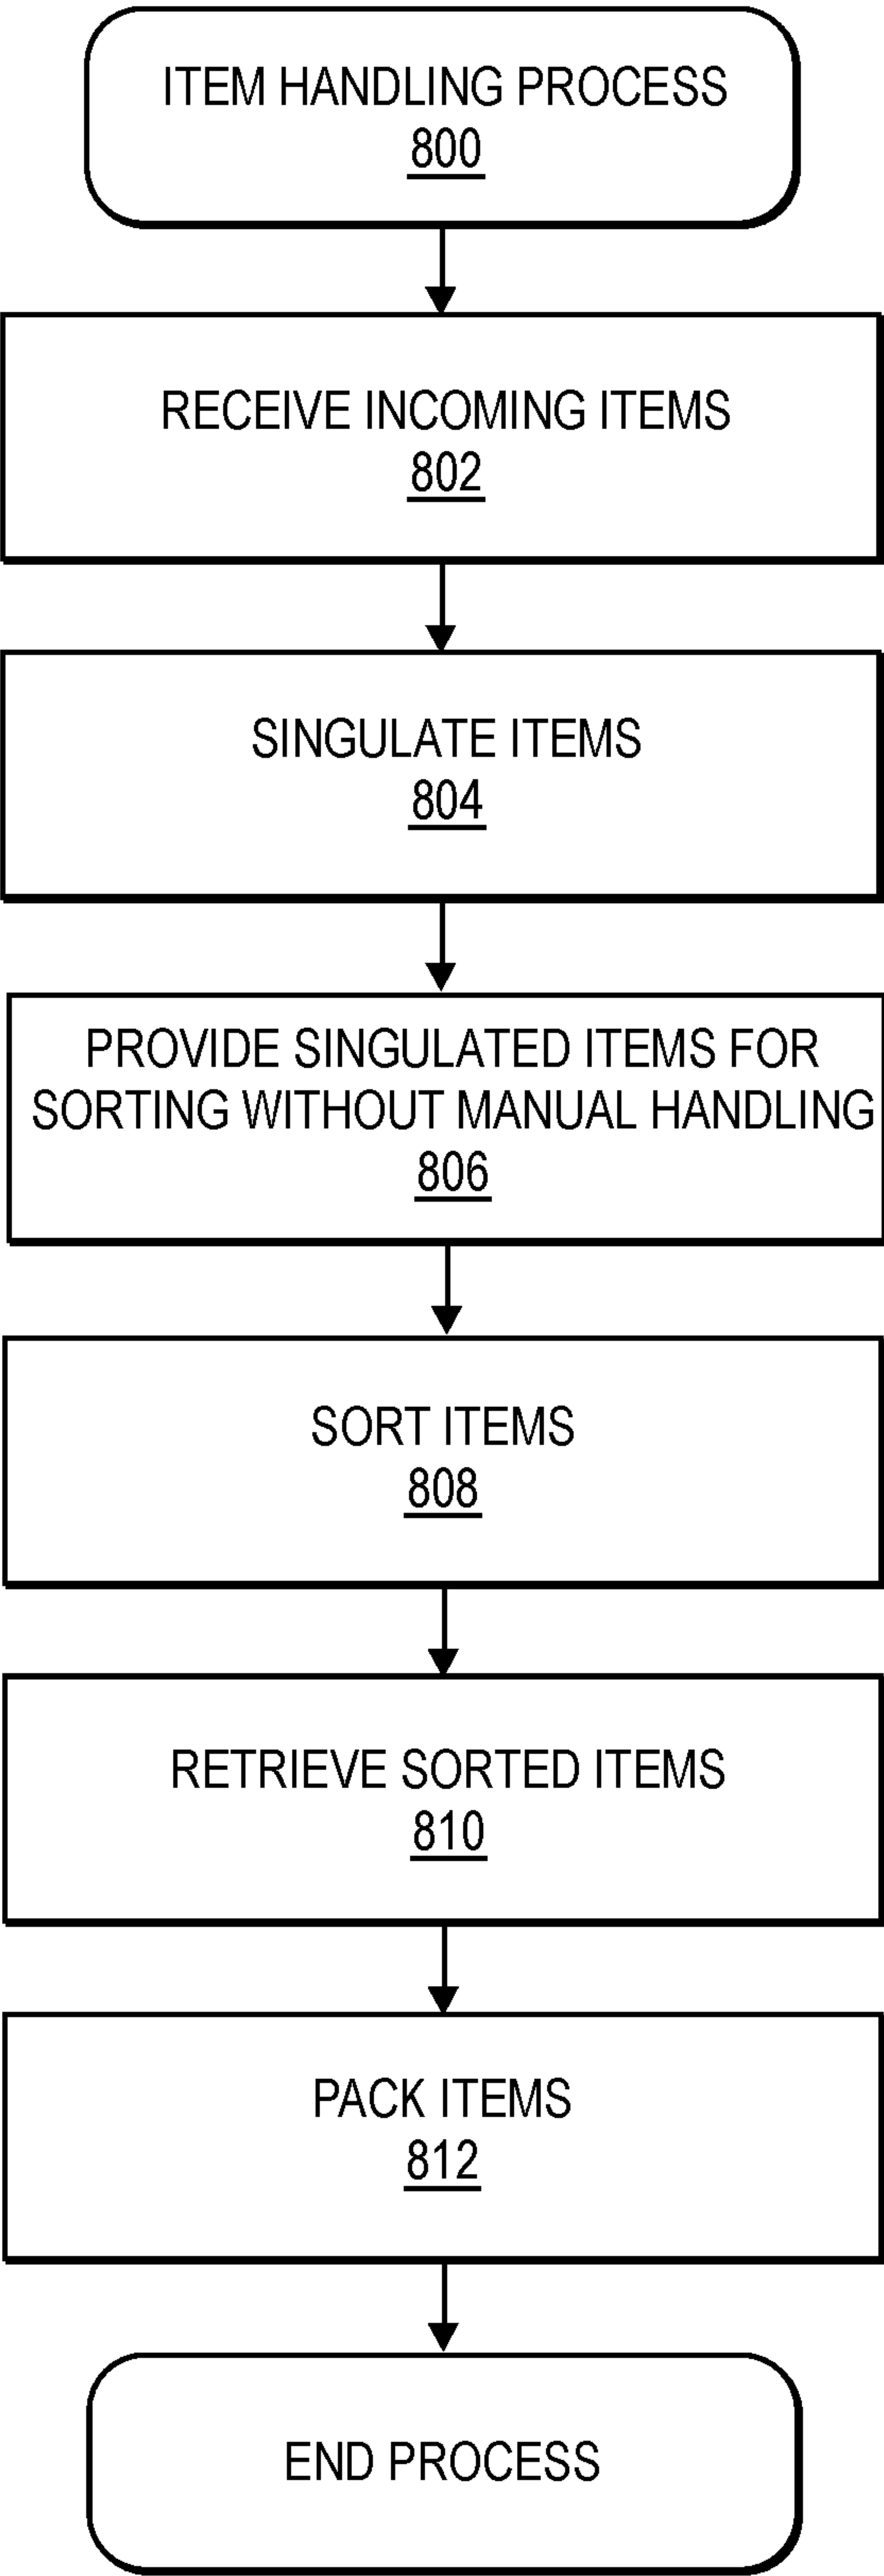 ITEM HANDLING PROCESS
800
RECEIVE INCOMING ITEMS
802
SINGULATE ITEMS
804
PROVIDE SINGULATED ITEMS FOR
SORTING WITHOUT MANUAL HANDLING
806
SORT ITEMS
808
RETRIEVE SORTED ITEMS
810
PACK ITEMS
812
END PROCESS